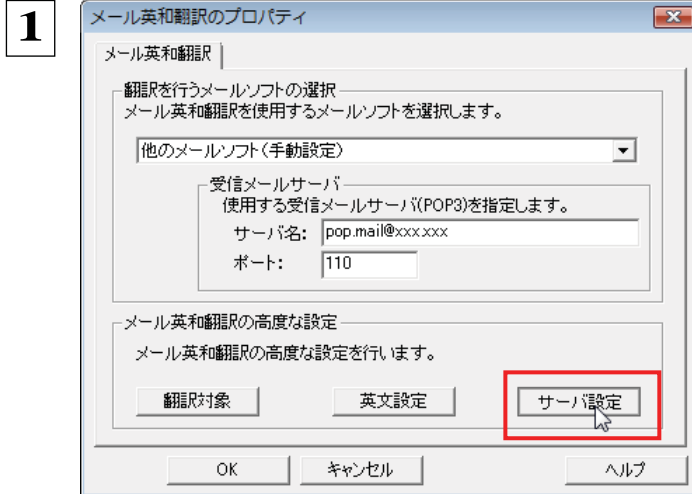 1
メール英和翻訳のプロパティ
メール英和翻訳
翻訳を行うメールソフトの選択
メール英和翻訳を使用するメールソフトを選択します。
他のメールソフト(手動設定)
受信メールサーバ
使用する受信メールサーバ(POP3)を指定します。
サーバ名: pop.mail@xxx.xxx
ポート: 110
メール英和翻訳の高度な設定
メール英和翻訳の高度な設定を行います。
翻訳対象 英文設定 サーバ設定
OK キャンセル ヘルプ